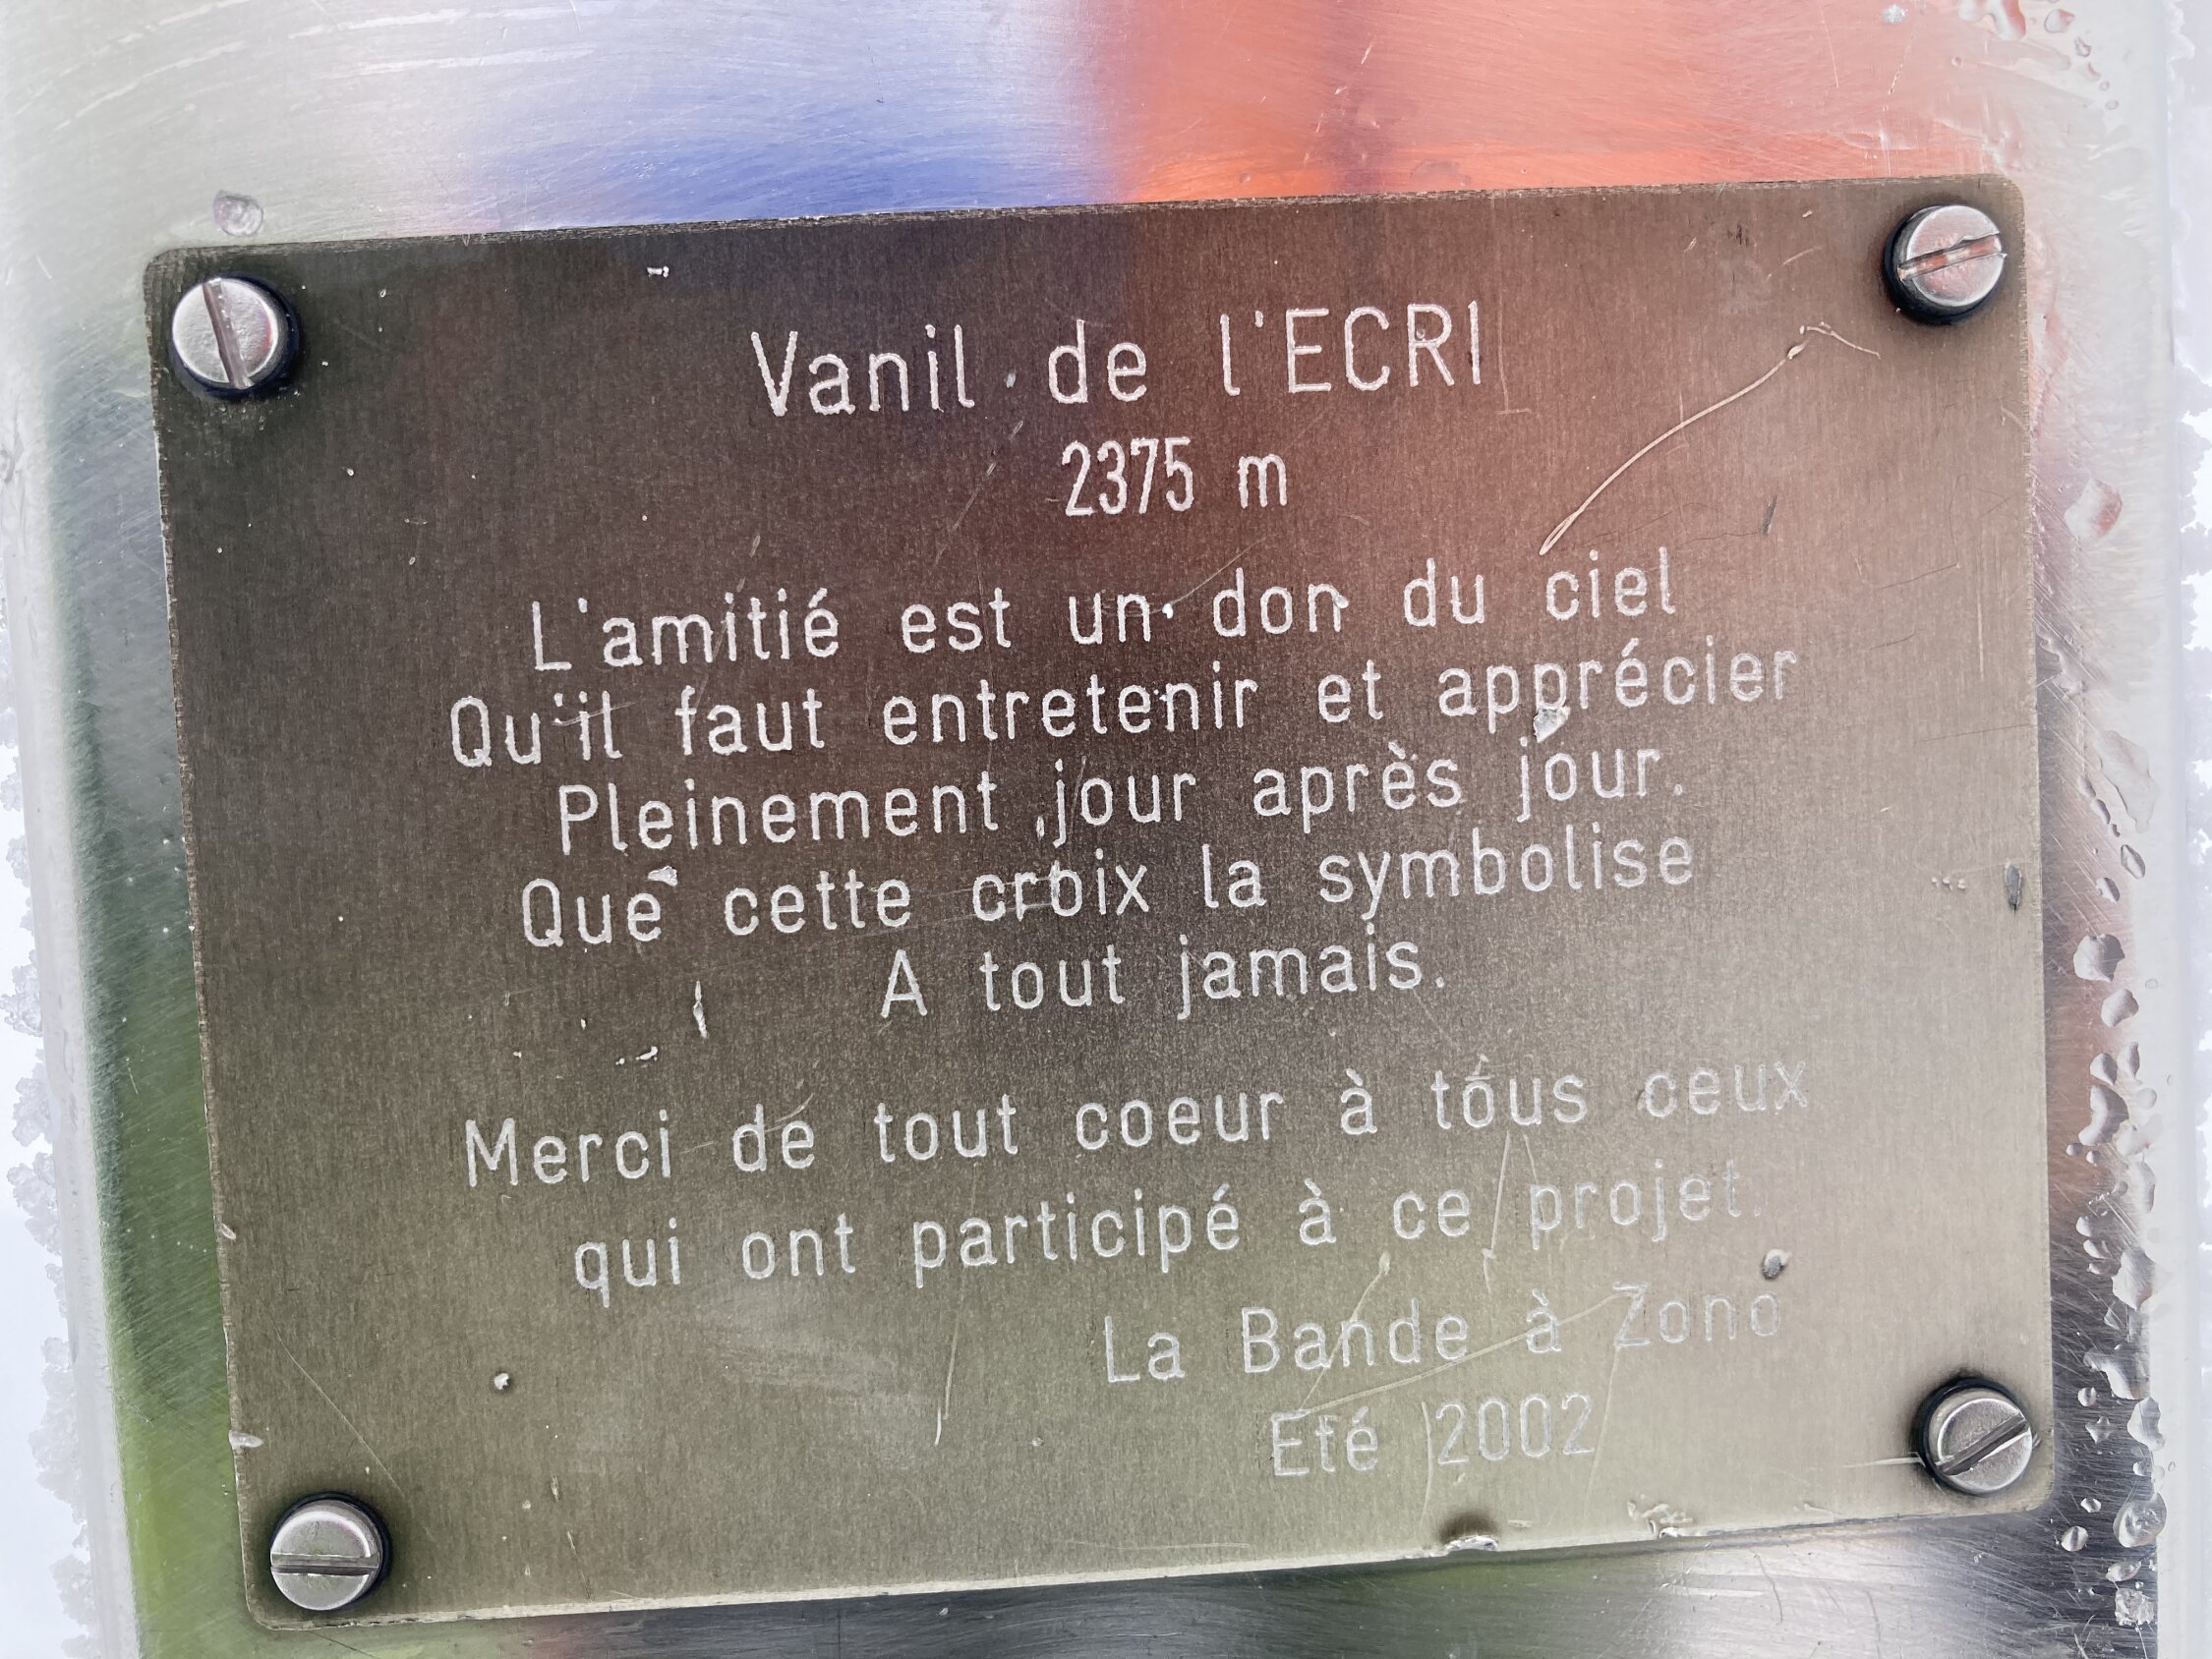 Vanil de l'ECRI
2375 m
L'amitié est un don du ciel
Qu'il faut entretenir et apprécier
Pleinement jour après jour.
Que cette croix la symbolise
A tout jamais.
Merci de tout coeur à tous ceux
qui ont participé à ce projet.
La Bande à Zono
Eté 2002